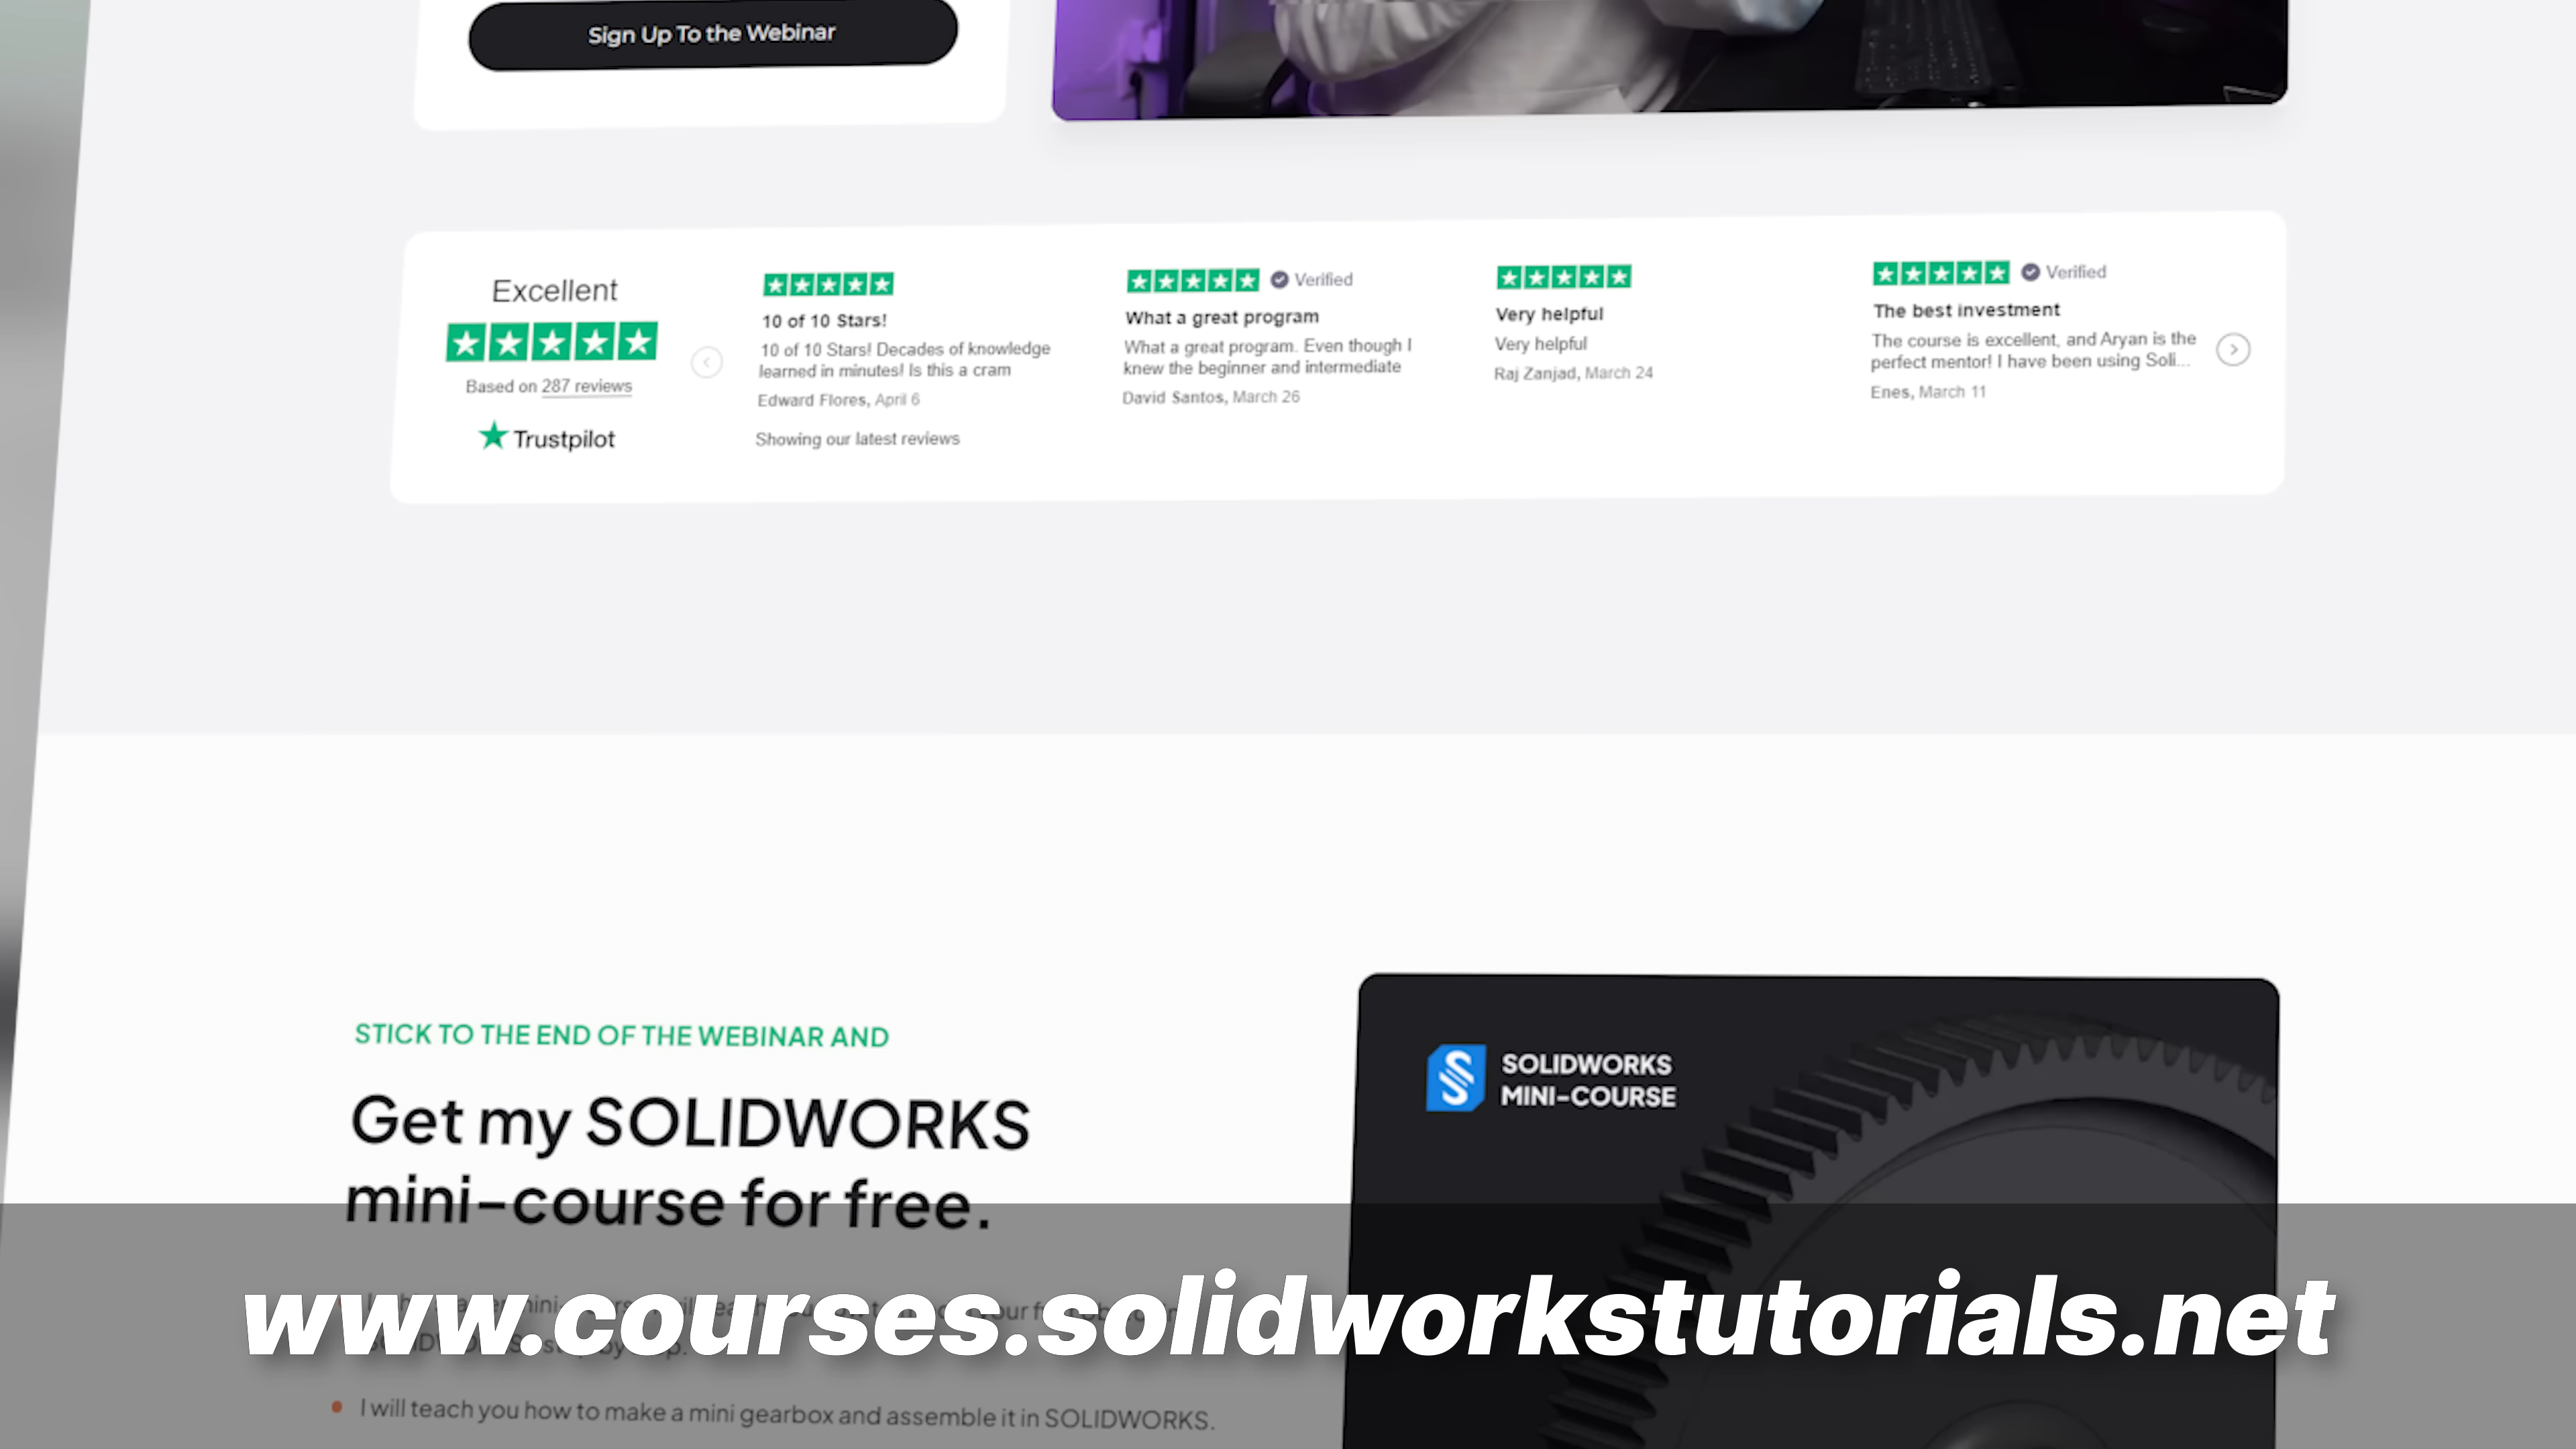 Sign Up To the Webinar
Excellent
Based on 287 reviews
Trustpilot
10 of 10 Stars!
10 of 10 Stars! Decades of knowledge
learned in minutes! Is this a cram
Edward Flores, April 6
Showing our latest reviews
Verified
What a great program
What a great program. Even though I
knew the beginner and intermediate
David Santos, March 26
Very helpful
Very helpful
Raj Zanjad, March 24
Verified
The best investment
The course is excellent, and Aryan is the
perfect mentor! I have been using Soli...
Enes, March 11
STICK TO THE END OF THE WEBINAR AND
Get my SOLIDWORKS
mini-course for free.
SOLIDWORKS
MINI-COURSE
www.courses.solidworkstutorials.net
I will teach you how to make a mini gearbox and assemble it in SOLIDWORKS.